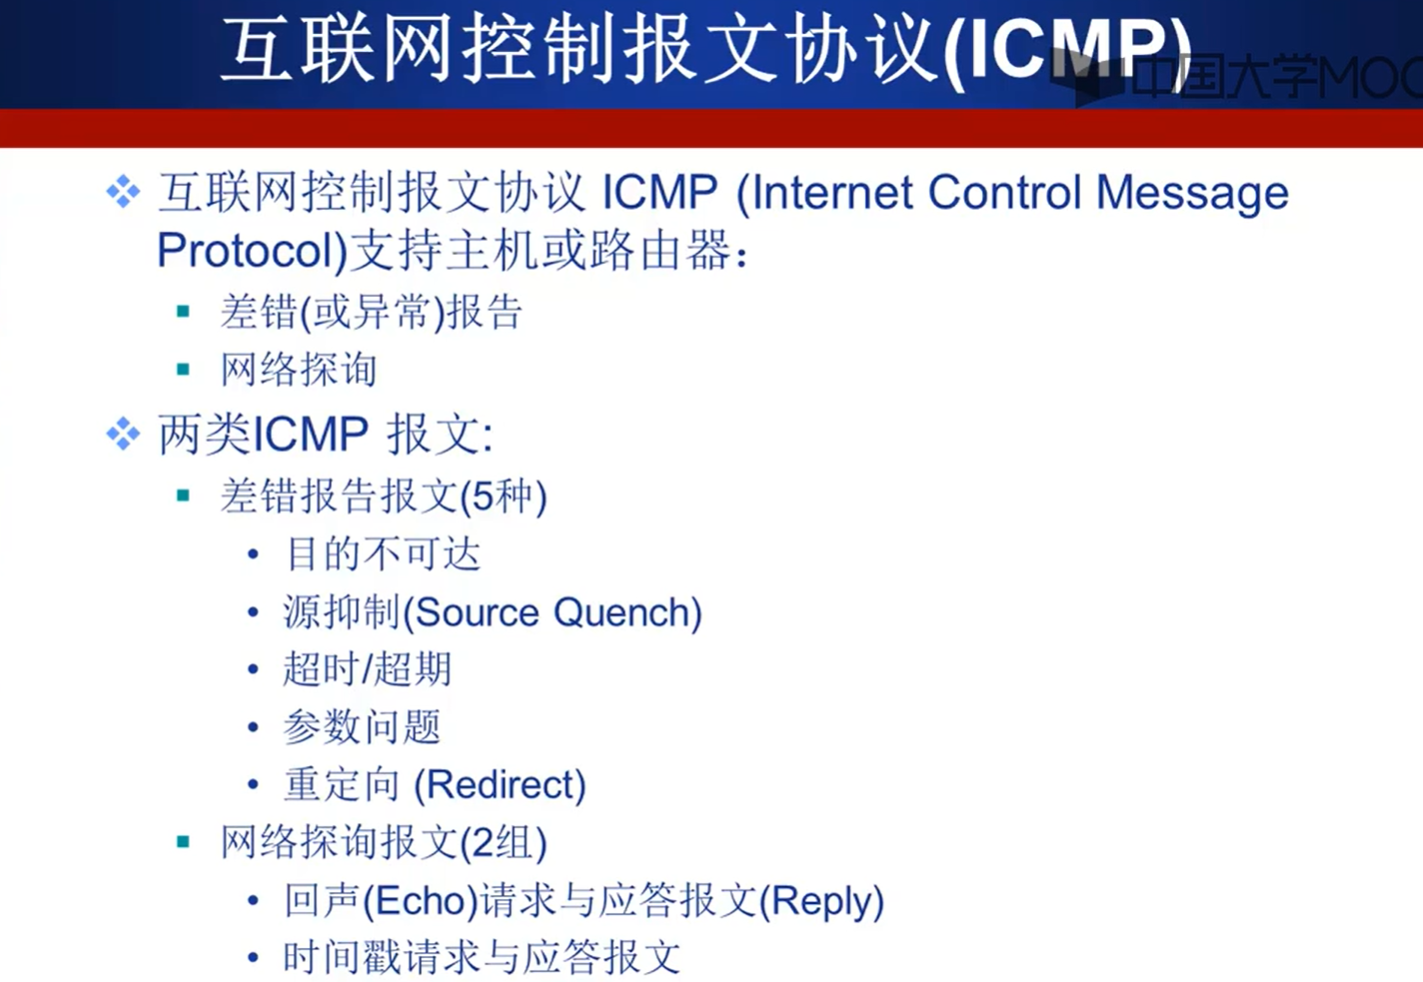 互联网控制报文协议(ICMP)
中国大学MOO
互联网控制报文协议 ICMP (Internet Control Message
Protocol)支持主机或路由器：
差错(或异常)报告
网络探询
两类ICMP 报文:
差错报告报文(5种)
目的不可达
源抑制(Source Quench)
超时/超期
参数问题
重定向 (Redirect)
网络探询报文(2组)
回声(Echo)请求与应答报文(Reply)
时间戳请求与应答报文